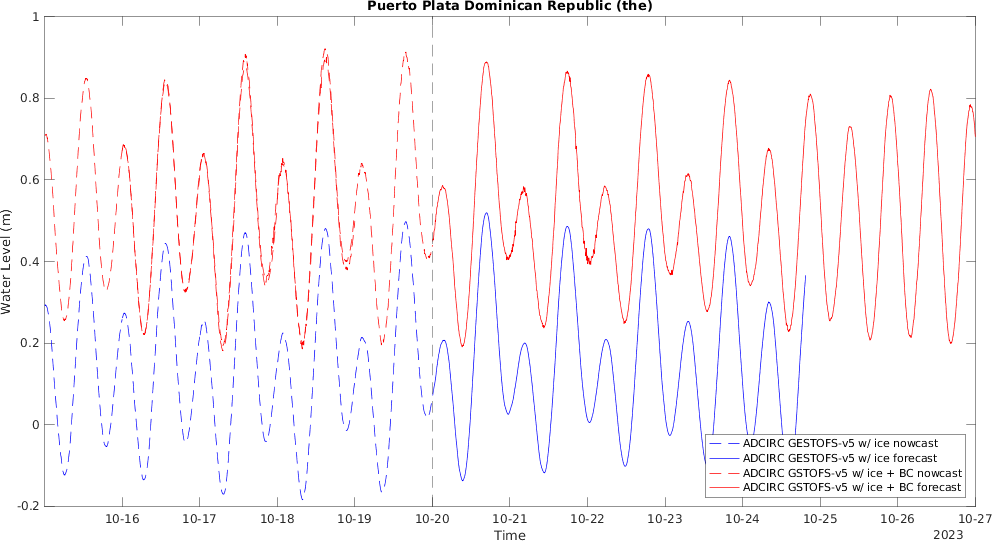 Puerto Plata Dominican Republic (the)
Water Level (m)
1
0.8
0.6
0.4
0.2
0
-0.2
ADCIRC GESTOFS-v5 w/ ice nowcast
ADCIRC GESTOFS-v5 w/ ice forecast
ADCIRC GSTOFS-v5 w/ ice + BC nowcast
ADCIRC GSTOFS-v5 w/ ice + BC forecast
10-16 10-17 10-18 10-19 10-20 10-21 10-22 10-23 10-24 10-25 10-26 10-27
Time
2023